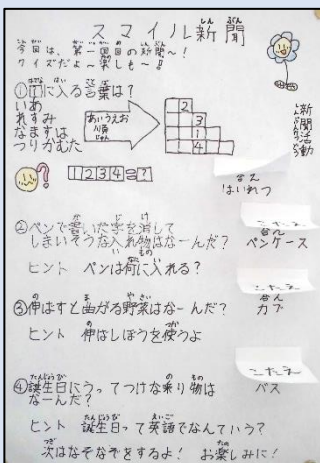 スマイル新聞
今回は、第一回目の新聞～!
クイズだよ～楽しも～!!
①□に入る言葉は?
いあ
れすみ
なますは
つりかむた
あいうえお
順
2
3
1
4
1234=?
答え
はいれつ
新聞活動
②ペンで書いた字を消して
しまいそうな入れ物はなーんだ?
ヒント ペンは何に入れる?
こたえ
答え
ペンケース
③伸ばすと曲がる野菜はなーんだ?
ヒント 伸ばしぼうを使うよ
こたえ
答え
カブ
④誕生日にうってつけな乗り物は
なーんだ?
ヒント 誕生日って英語でなんていう?
こたえ
バス
次はなぞなぞをするよ! お楽しみに!